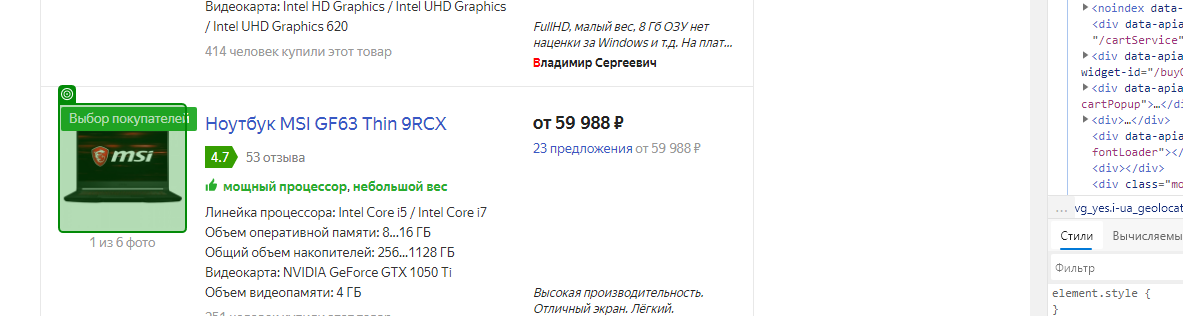 Видеокарта: Intel HD Graphics / Intel UHD Graphics
/ Intel UHD Graphics 620
414 человек купили этот товар
FullHD, малый вес, 8 Гб ОЗУ нет
наценки за Windows и т.д. На плат...
Владимир Сергеевич
Выбор покупателей
msi
1 из 6 фото
Ноутбук MSI GF63 Thin 9RCX
4.7 53 отзыва
мощный процессор, небольшой вес
Линейка процессора: Intel Core i5 / Intel Core i7
Объем оперативной памяти: 8...16 ГБ
Общий объем накопителей: 256...1128 ГБ
Видеокарта: NVIDIA GeForce GTX 1050 Ti
Объем видеопамяти: 4 ГБ
от 59 988 ₽
23 предложения от 59 988 ₽
Высокая производительность.
Отличный экран. Лёгкий.
<noindex data-apia
<div data-apia
"/cartService"
<div data-apia
widget-id="/buyO
<div data-apia
cartPopup">…</di
<div>…</div>
<div data-apia
fontLoader"></
<div></div>
<div class="mo
... vg_yes.i-ua_geolocat
Стили Вычисляемы
Фильтр
element.style {
}